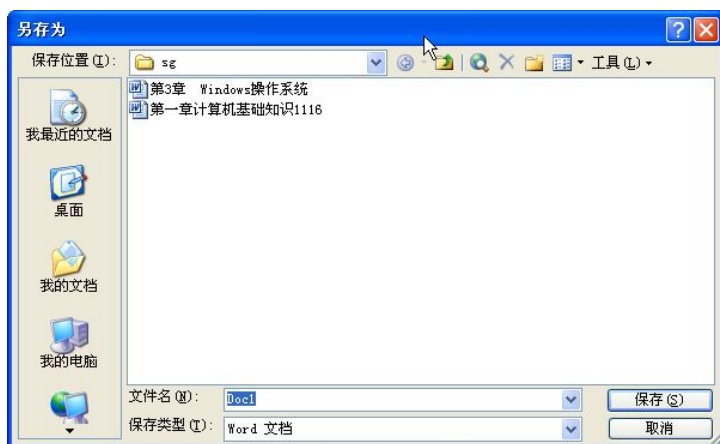 另存为
保存位置(I):
sg
工具(L)
第3章　Windows操作系统
第一章计算机基础知识1116
我最近的文档
桌面
我的文档
我的电脑
文件名(N):
Doc1
保存(S)
保存类型(T):
Word 文档
取消